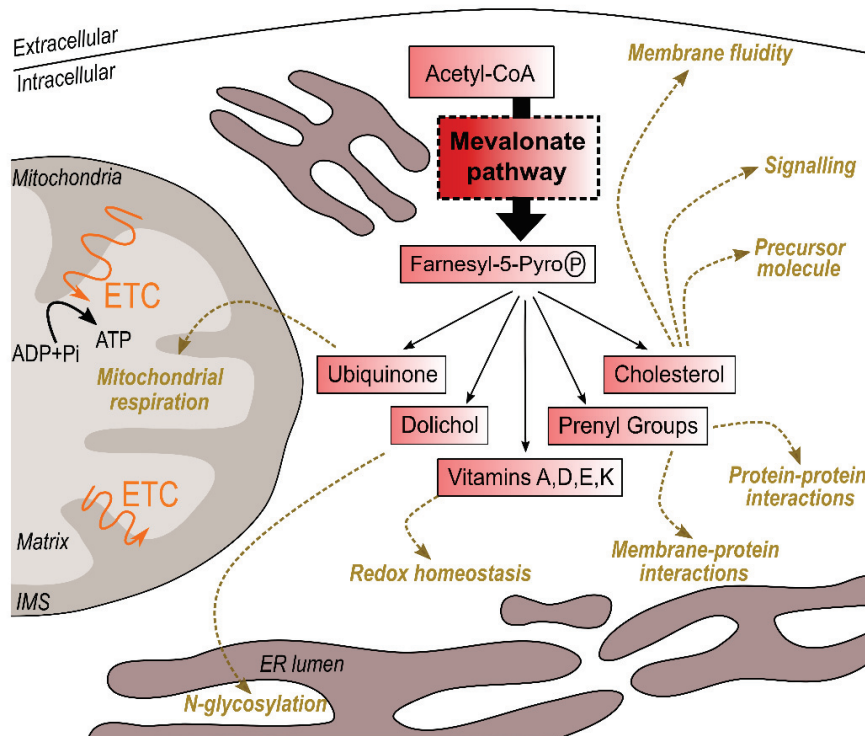 Extracellular
Intracellular
Acetyl-CoA
Membrane fluidity
Mevalonate
pathway
Signalling
Mitochondria
Precursor
molecule
Farnesyl-5-Pyro P
ETC
ADP+Pi
ATP
Mitochondrial
respiration
Ubiquinone
Cholesterol
Dolichol
Prenyl Groups
Vitamins A,D,E,K
Protein-protein
interactions
ETC
Matrix
IMS
Redox homeostasis
Membrane-protein
interactions
ER lumen
N-glycosylation